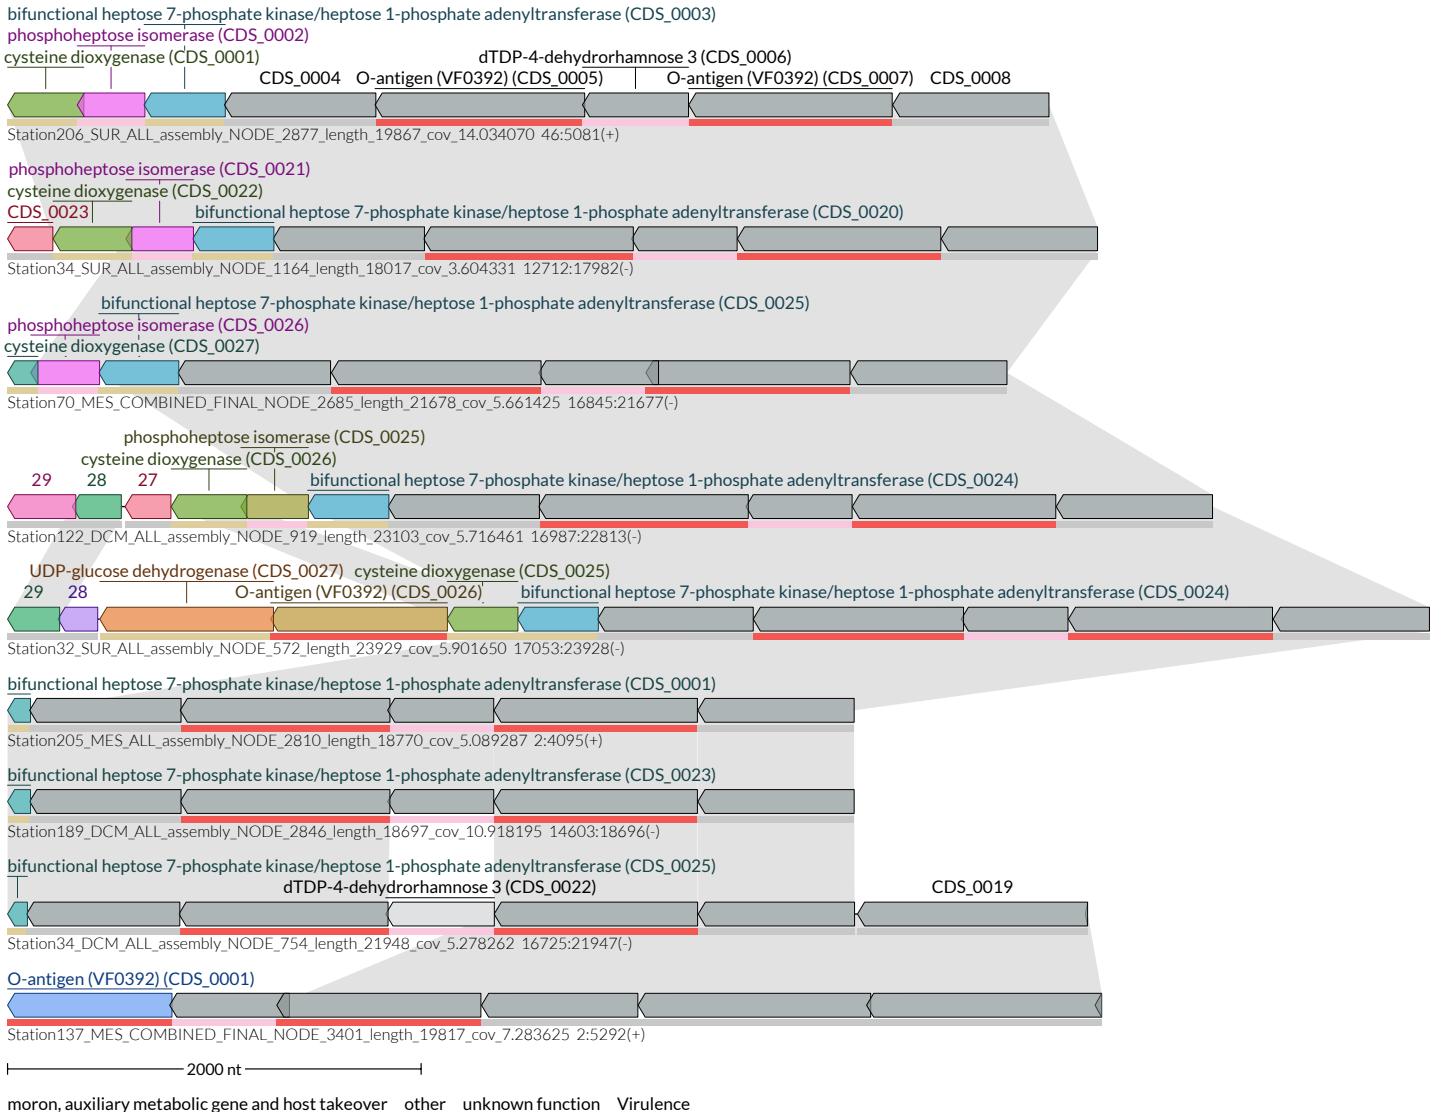 bifunctional heptose 7-phosphate kinase/heptose 1-phosphate adenyltransferase (CDS_0003)
phosphoheptose isomerase (CDS_0002)
cysteine dioxygenase (CDS_0001) dTDP-4-dehydrorhamnose 3 (CDS_0006)
CDS_0004 O-antigen (VF0392) (CDS_0005) O-antigen (VF0392) (CDS_0007) CDS_0008
Station206_SUR_ALL_assembly_NODE_2877_length_19867_cov_14.034070 46:5081(+)
phosphoheptose isomerase (CDS_0021)
cysteine dioxygenase (CDS_0022)
CDS_0023 bifunctional heptose 7-phosphate kinase/heptose 1-phosphate adenyltransferase (CDS_0020)
Station34_SUR_ALL_assembly_NODE_1164_length_18017_cov_3.604331 12712:17982(-)
bifunctional heptose 7-phosphate kinase/heptose 1-phosphate adenyltransferase (CDS_0025)
phosphoheptose isomerase (CDS_0026)
cysteine dioxygenase (CDS_0027)
Station70_MES_COMBINED_FINAL_NODE_2685_length_21678_cov_5.661425 16845:21677(-)
phosphoheptose isomerase (CDS_0025)
cysteine dioxygenase (CDS_0026)
29 28 27 bifunctional heptose 7-phosphate kinase/heptose 1-phosphate adenyltransferase (CDS_0024)
Station122_DCM_ALL_assembly_NODE_919_length_23103_cov_5.716461 16987:22813(-)
UDP-glucose dehydrogenase (CDS_0027) cysteine dioxygenase (CDS_0025)
29 28 O-antigen (VF0392) (CDS_0026) bifunctional heptose 7-phosphate kinase/heptose 1-phosphate adenyltransferase (CDS_0024)
Station32_SUR_ALL_assembly_NODE_572_length_23929_cov_5.901650 17053:23928(-)
bifunctional heptose 7-phosphate kinase/heptose 1-phosphate adenyltransferase (CDS_0001)
Station205_MES_ALL_assembly_NODE_2810_length_18770_cov_5.089287 2:4095(+)
bifunctional heptose 7-phosphate kinase/heptose 1-phosphate adenyltransferase (CDS_0023)
Station189_DCM_ALL_assembly_NODE_2846_length_18697_cov_10.918195 14603:18696(-)
bifunctional heptose 7-phosphate kinase/heptose 1-phosphate adenyltransferase (CDS_0025)
dTDP-4-dehydrorhamnose 3 (CDS_0022) CDS_0019
Station34_DCM_ALL_assembly_NODE_754_length_21948_cov_5.278262 16725:21947(-)
O-antigen (VF0392) (CDS_0001)
Station137_MES_COMBINED_FINAL_NODE_3401_length_19817_cov_7.283625 2:5292(+)
2000 nt
moron, auxiliary metabolic gene and host takeover other unknown function Virulence